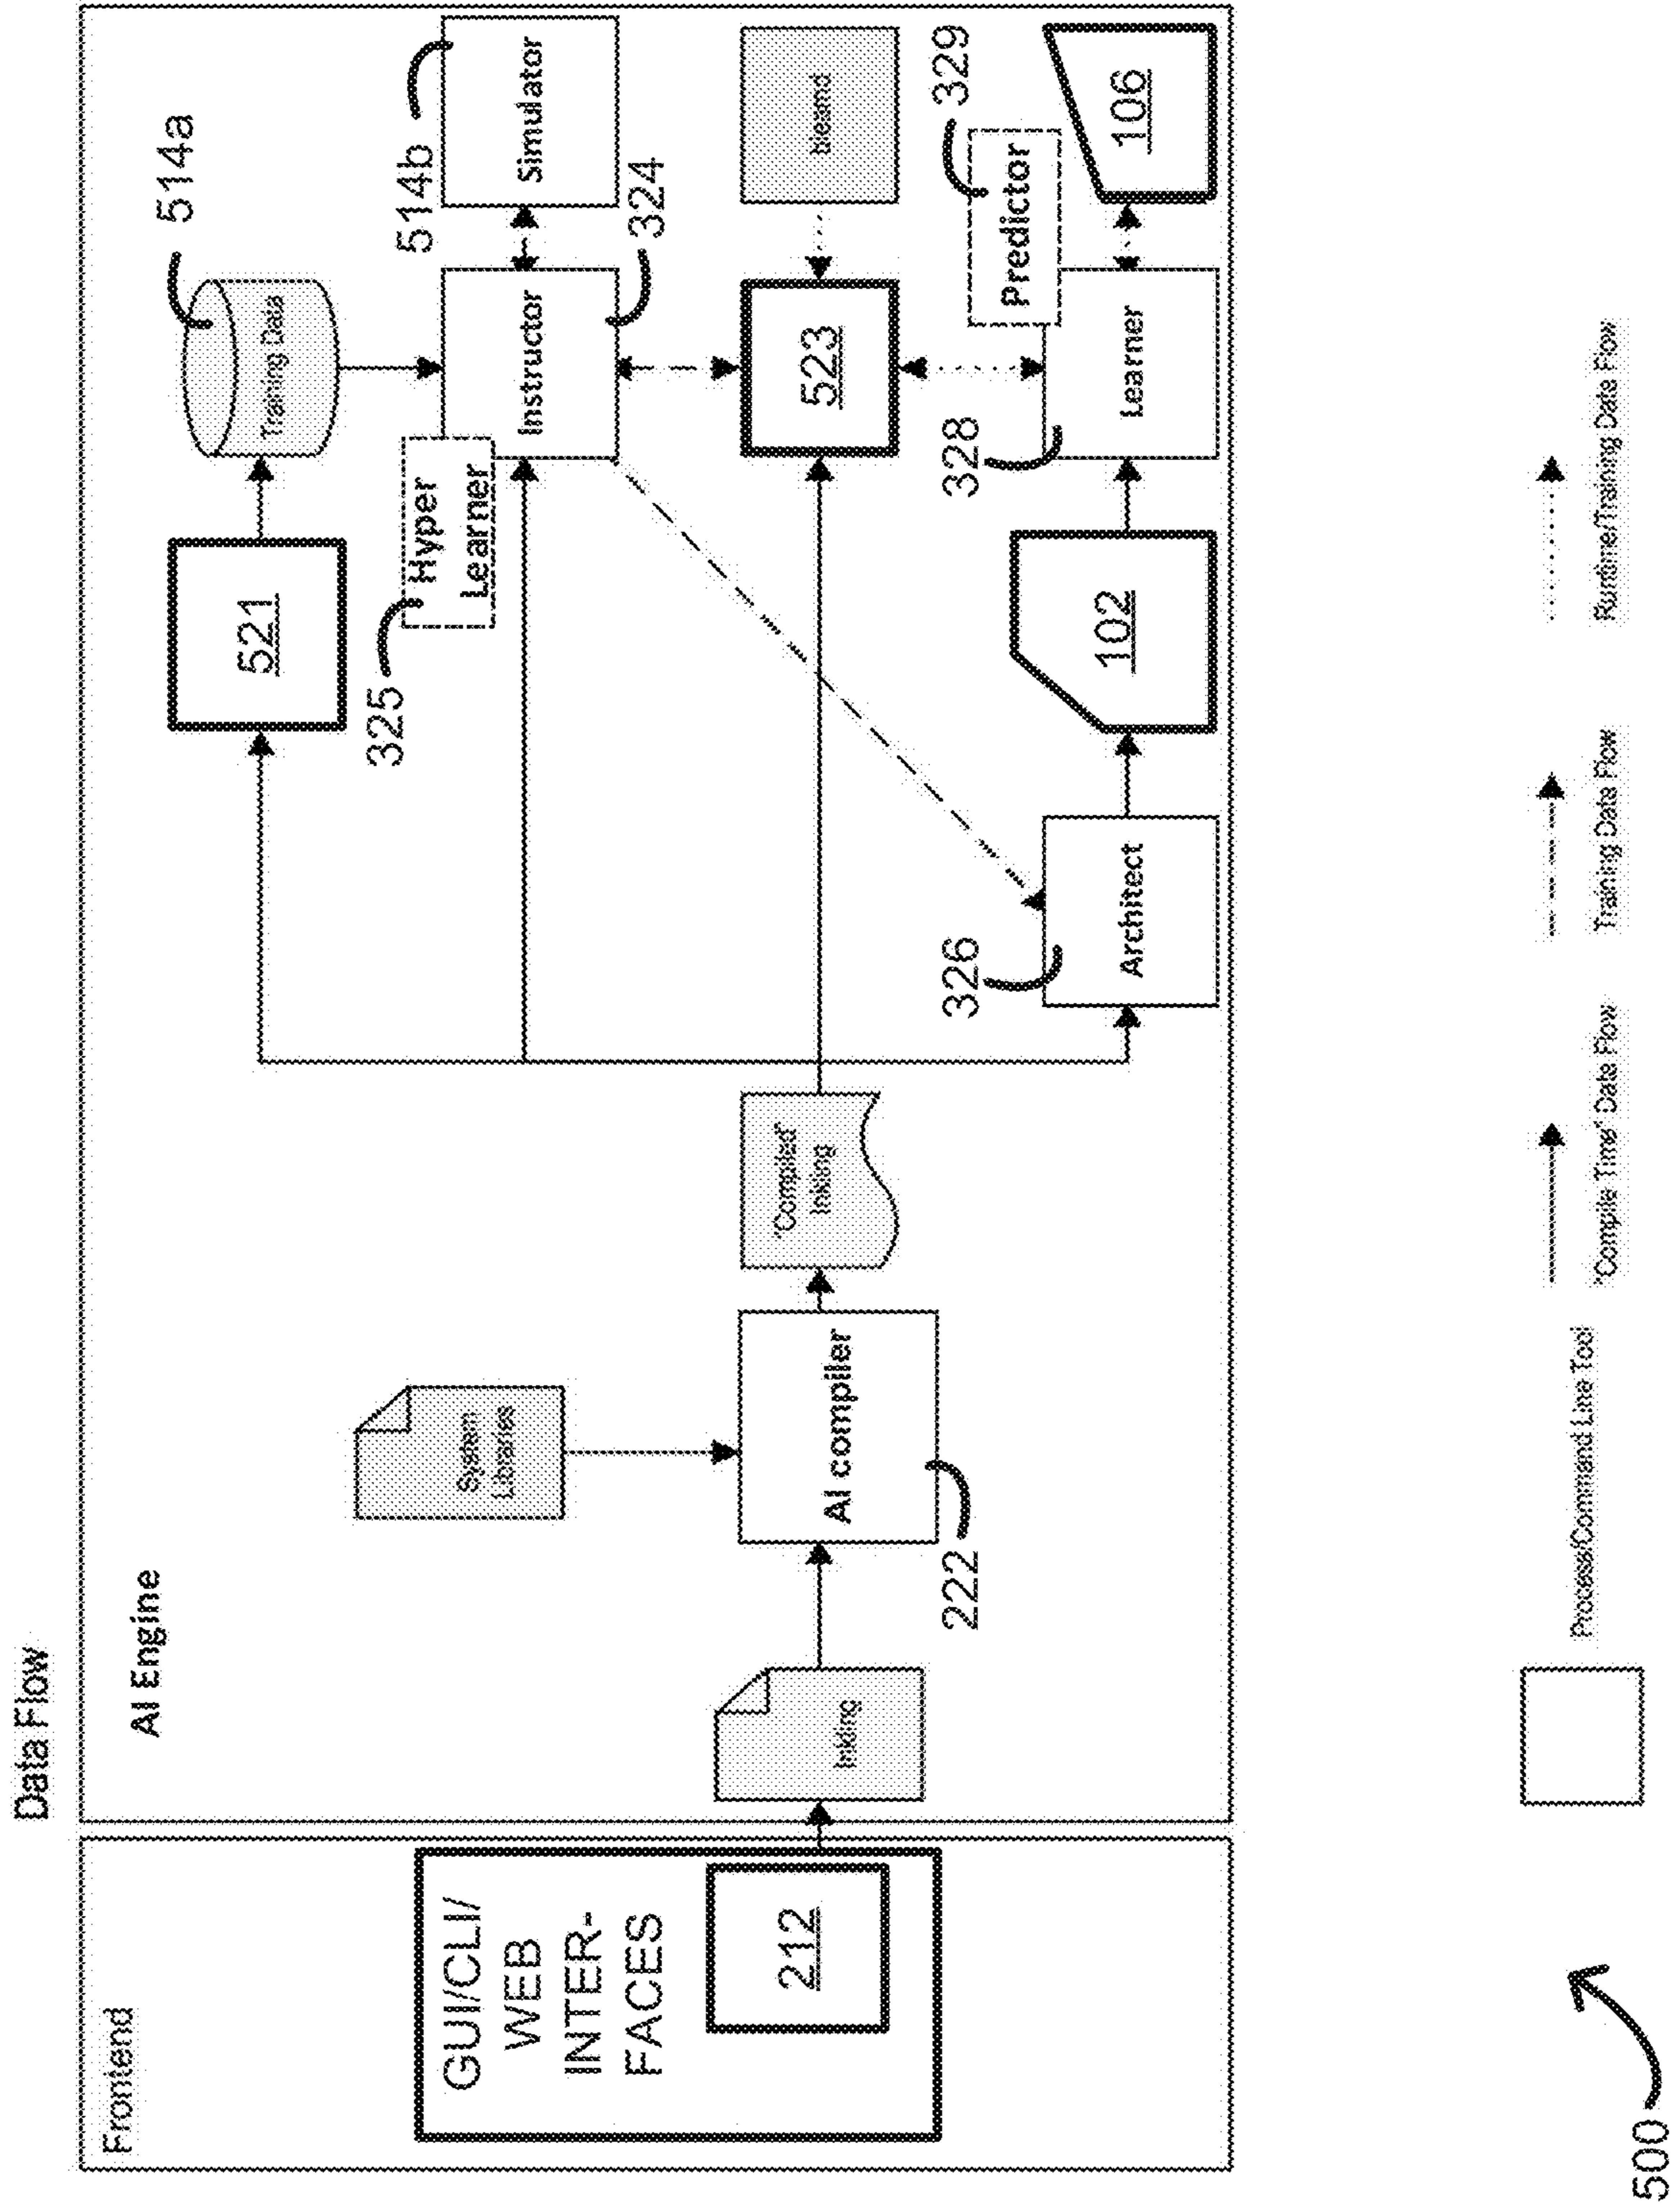 Data Flow
Frontend
GUI/CLI/
WEB
INTER-
FACES
212
AI Engine
Inkling
System
Libraries
AI compiler
222
"Compiled"
Inkling
521
514a
Training Data
325
Hyper
Learner
Instructor
324
514b
Simulator
523
329
Predictor
326
Architect
102
328
Learner
106
Process/Command Line Tool
"Compile Time" Data Flow
Training Data Flow
Runtime/Training Data Flow
500